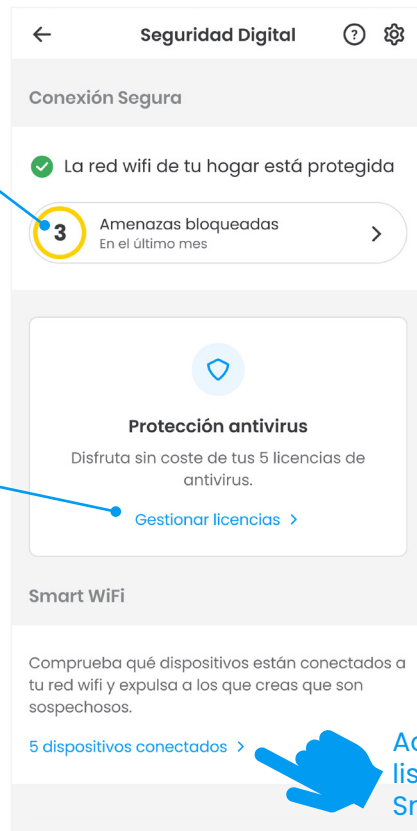 Seguridad Digital
Conexión Segura
La red wifi de tu hogar está protegida
3
Amenazas bloqueadas
En el último mes
Protección antivirus
Disfruta sin coste de tus 5 licencias de
antivirus.
Gestionar licencias >
Smart WiFi
Comprueba qué dispositivos están conectados a
tu red wifi y expulsa a los que creas que son
sospechosos.
5 dispositivos conectados >